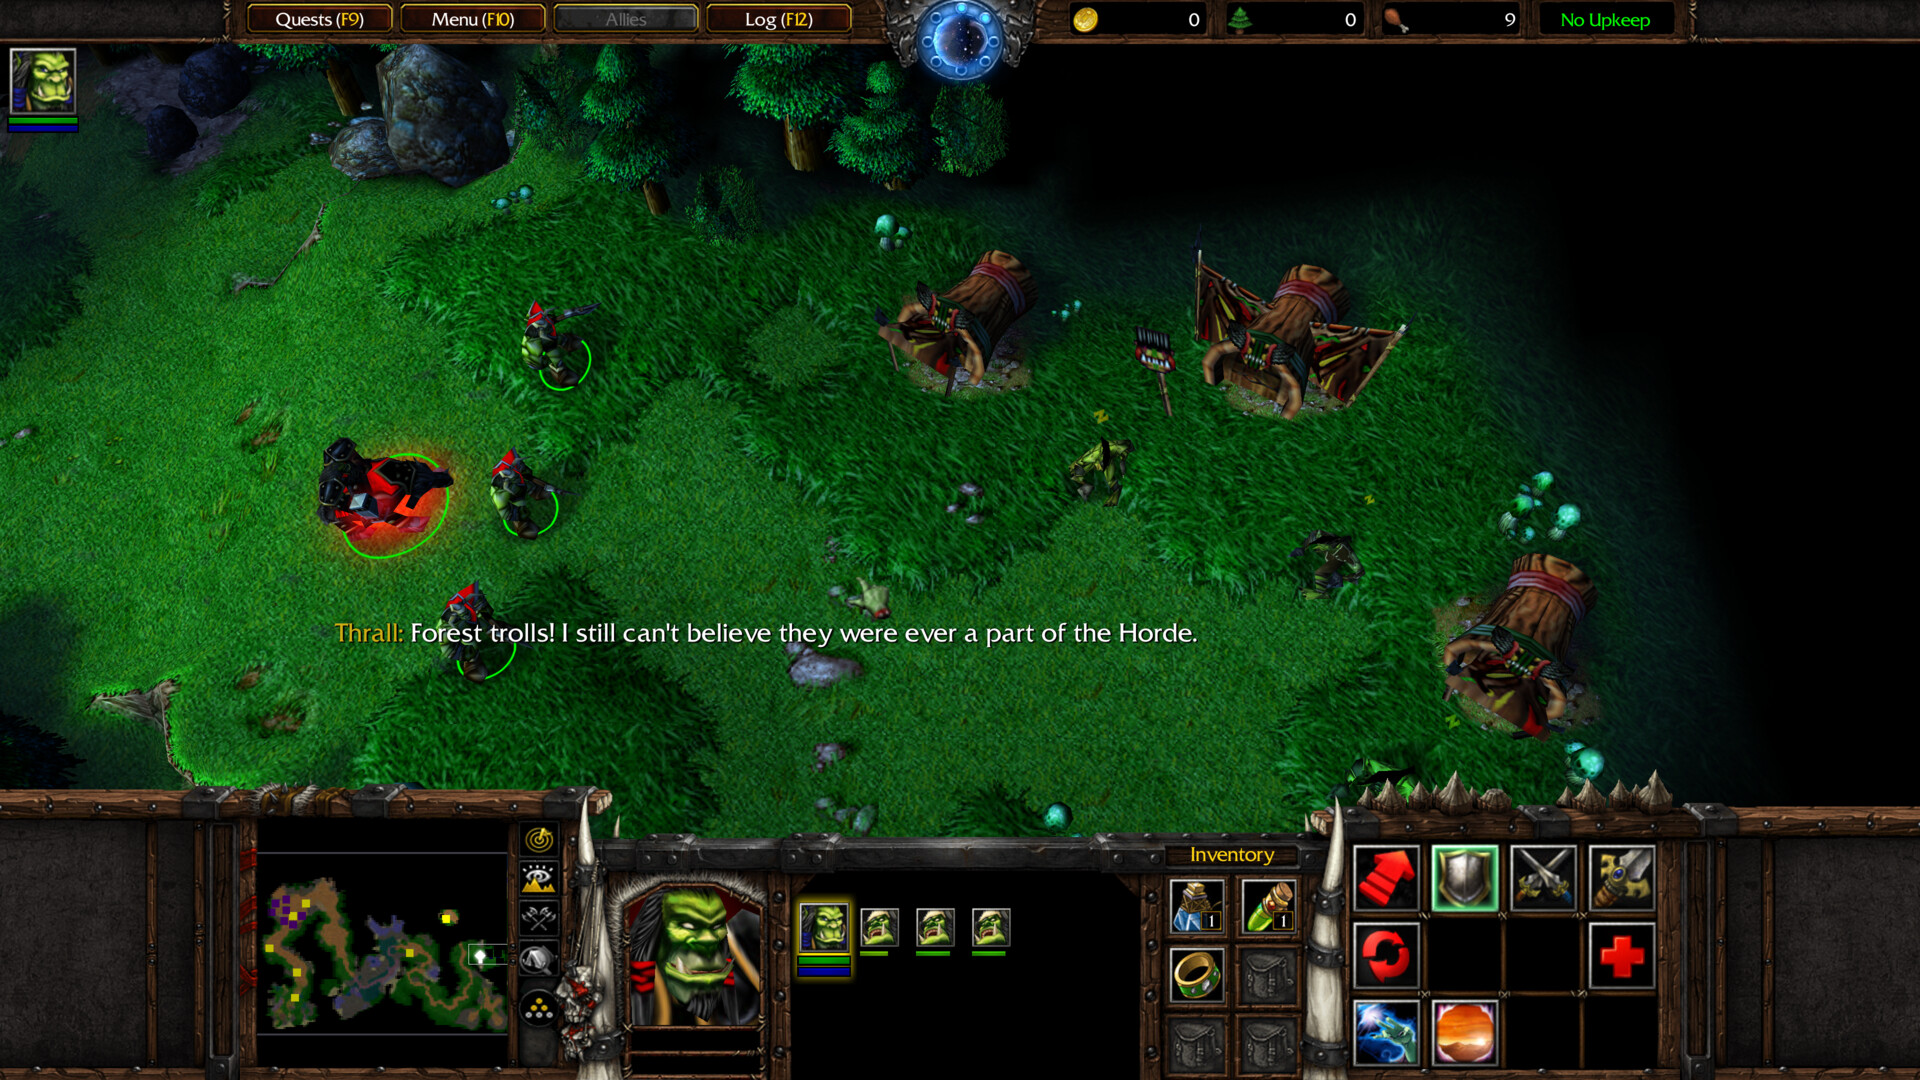 Quests (F9)
Menu (F10)
Allies
Log (F12)
0
0
9
No Upkeep
Thrall: Forest trolls! I still can't believe they were ever a part of the Horde.
Inventory
1
1